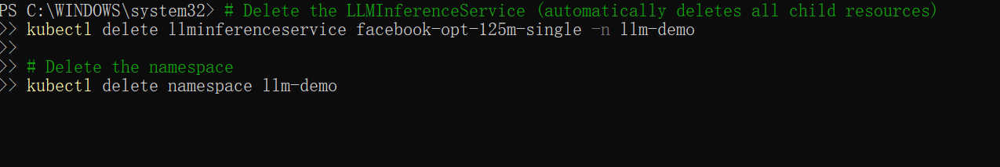 PS C:\WINDOWS\system32> # Delete the LLMInferenceService (automatically deletes all child resources)
>> kubectl delete llminferenceservice facebook-opt-125m-single -n llm-demo
>>
>> # Delete the namespace
>> kubectl delete namespace llm-demo